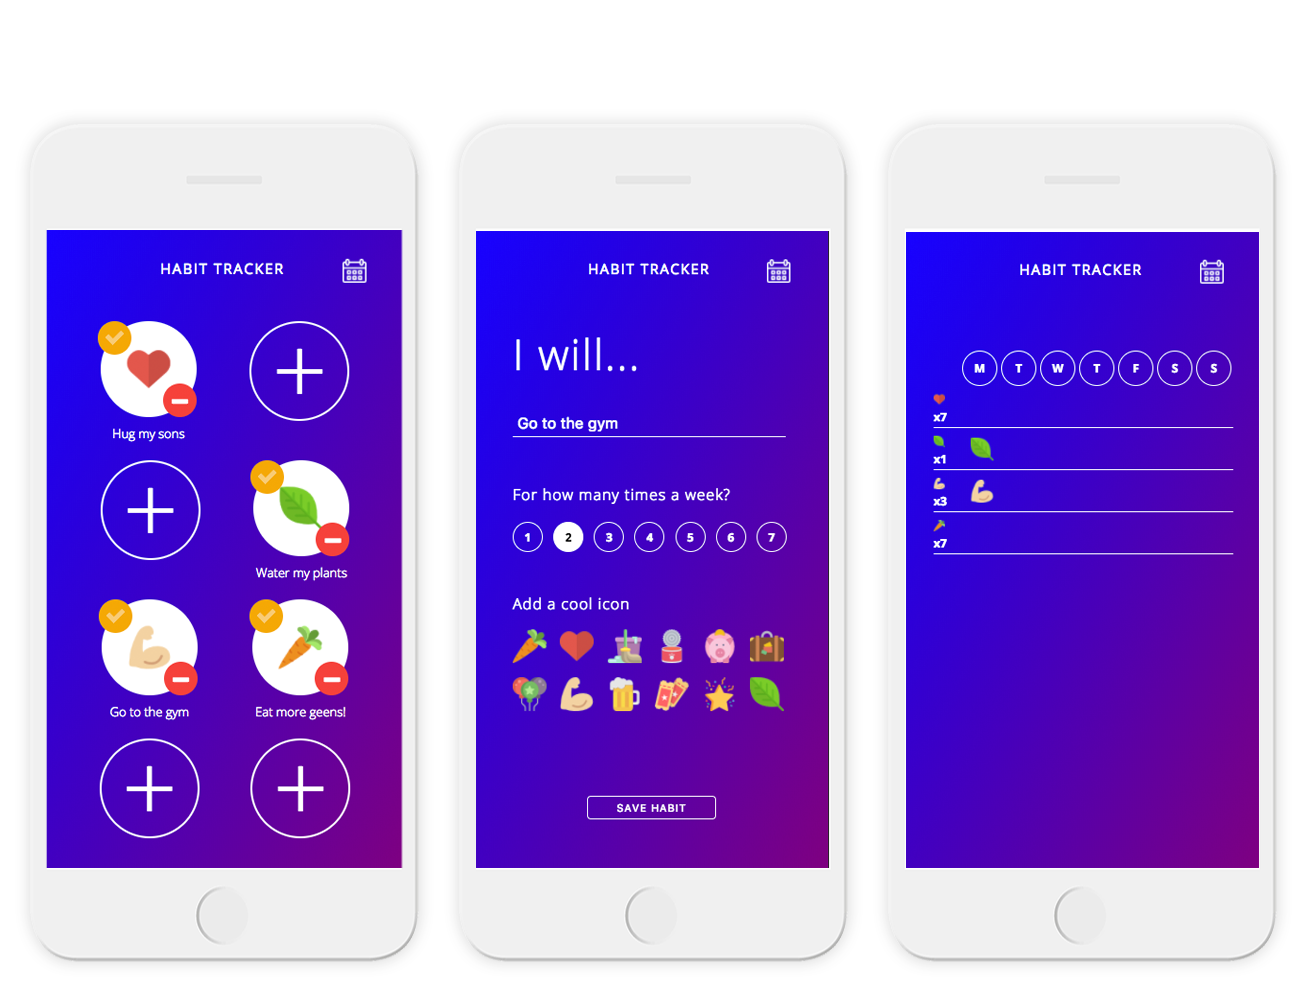 HABIT TRACKER
Hug my sons
Water my plants
Go to the gym
Eat more geens!
HABIT TRACKER
I will...
Go to the gym
For how many times a week?
1 2 3 4 5 6 7
Add a cool icon
SAVE HABIT
HABIT TRACKER
M T W T F S S
x7
x1
x3
x7